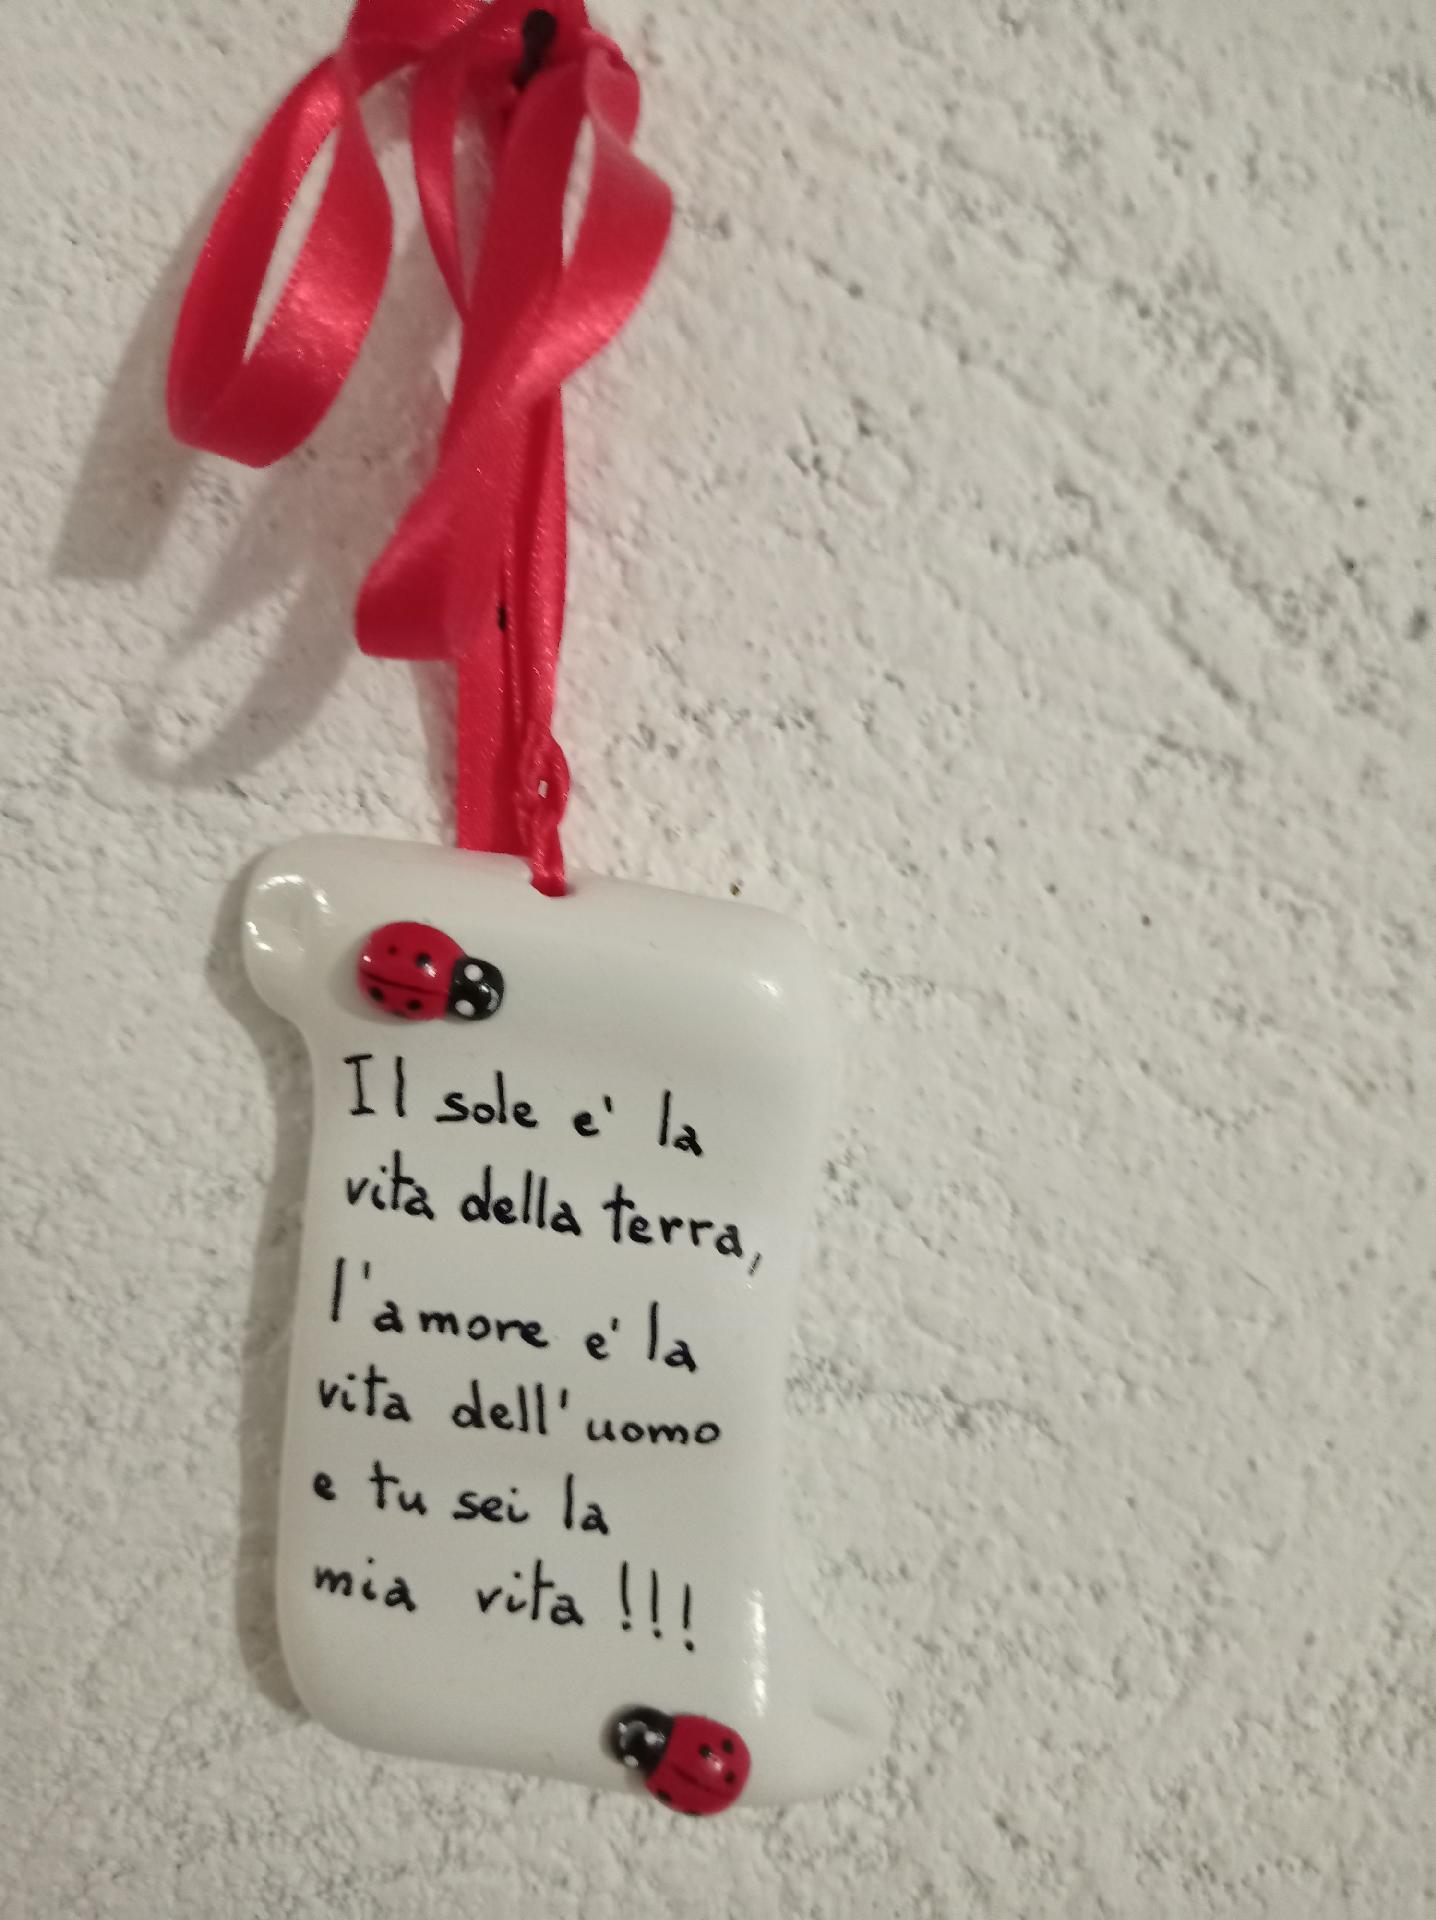 Il sole e' la
vita della terra,
l'amore e' la
vita dell'uomo
e tu sei la
mia vita !!!